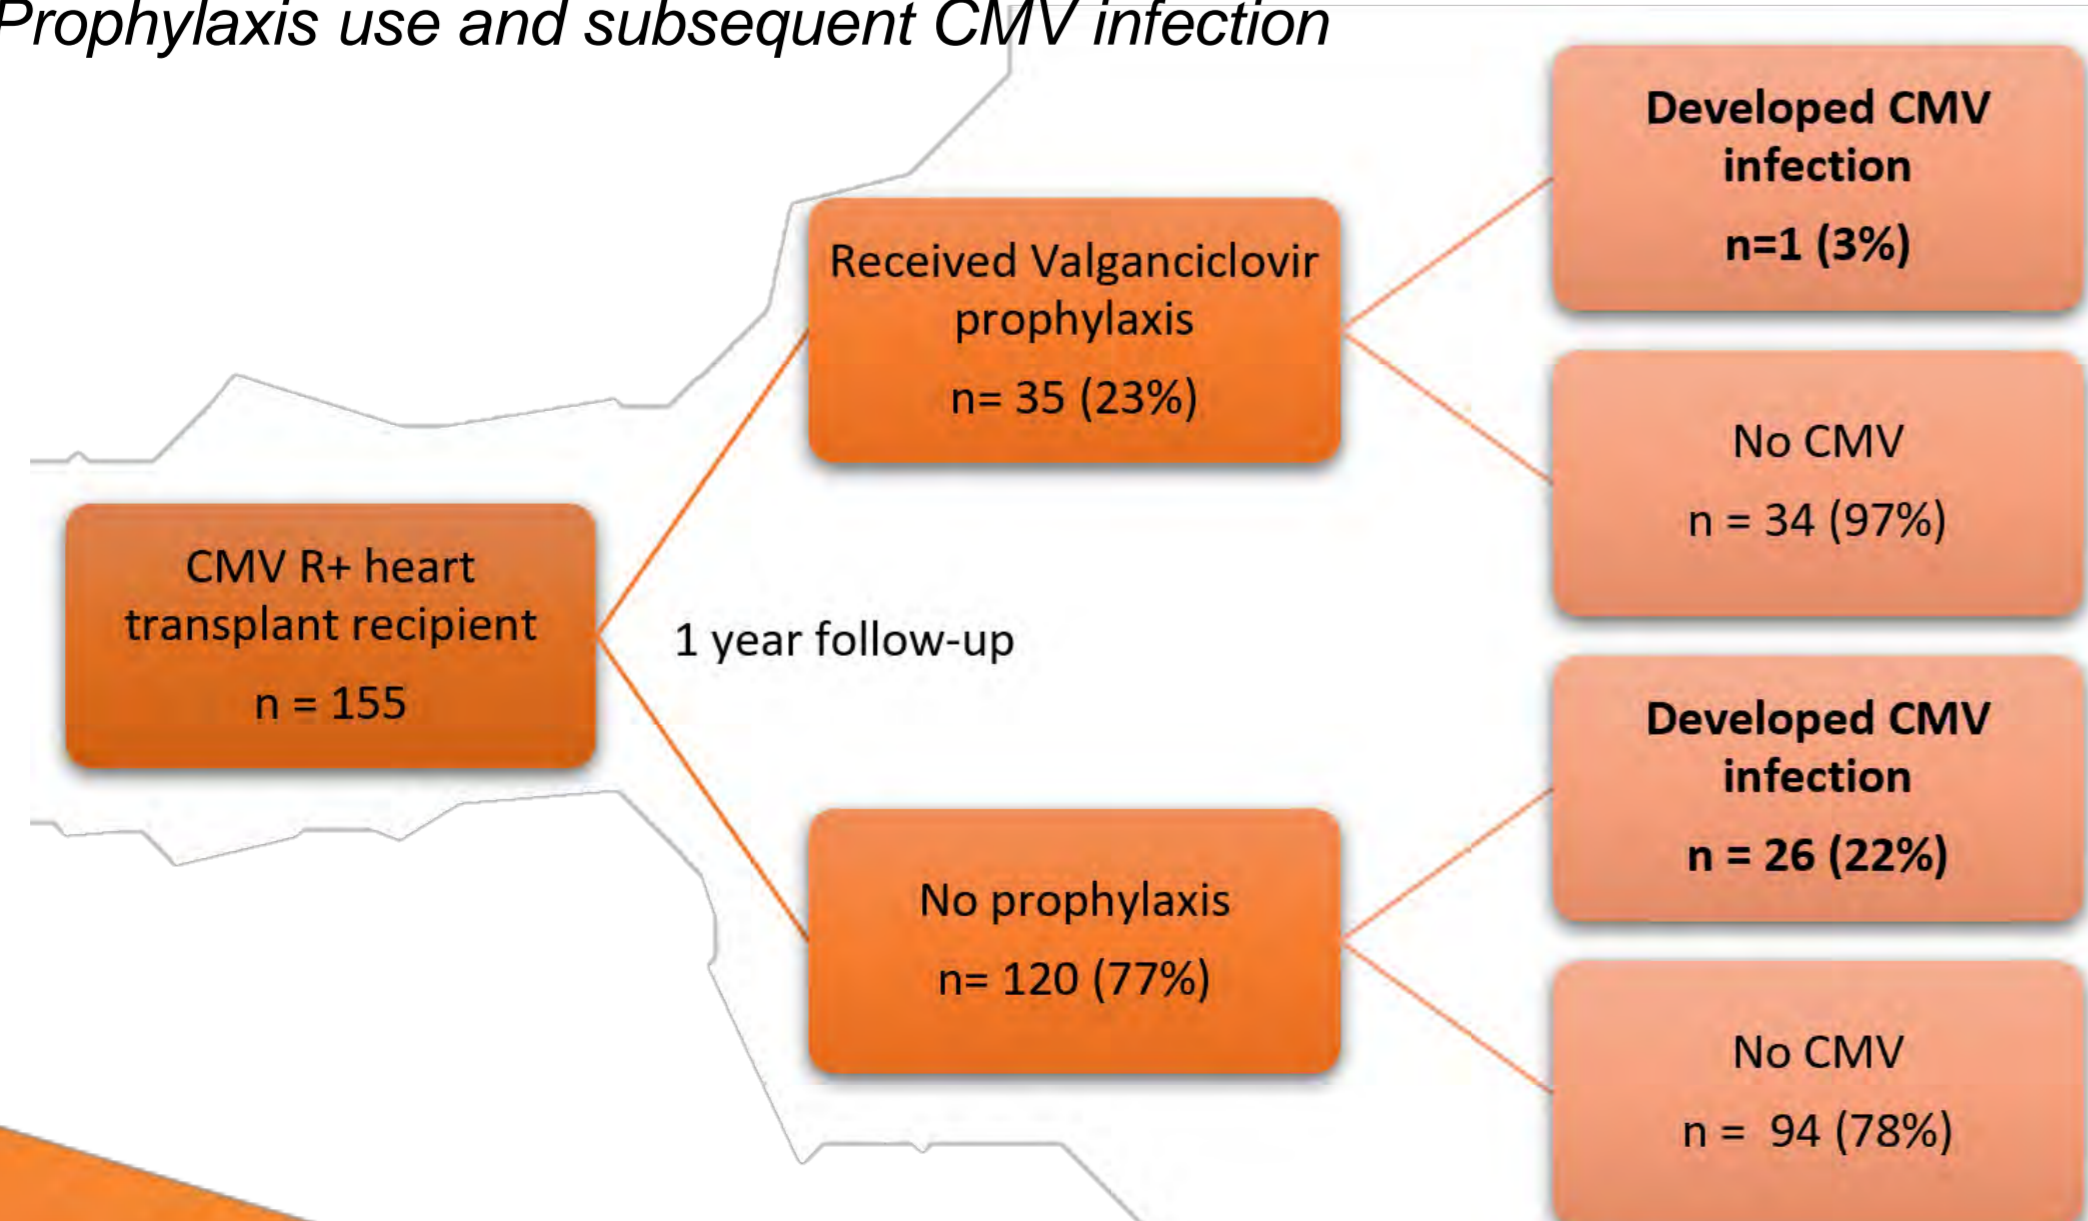 Prophylaxis use and subsequent CMV infection
CMV R+ heart
transplant recipient
n = 155
1 year follow-up
Received Valganciclovir
prophylaxis
n= 35 (23%)
Developed CMV
infection
n=1 (3%)
No CMV
n = 34 (97%)
No prophylaxis
n= 120 (77%)
Developed CMV
infection
n = 26 (22%)
No CMV
n =  94 (78%)